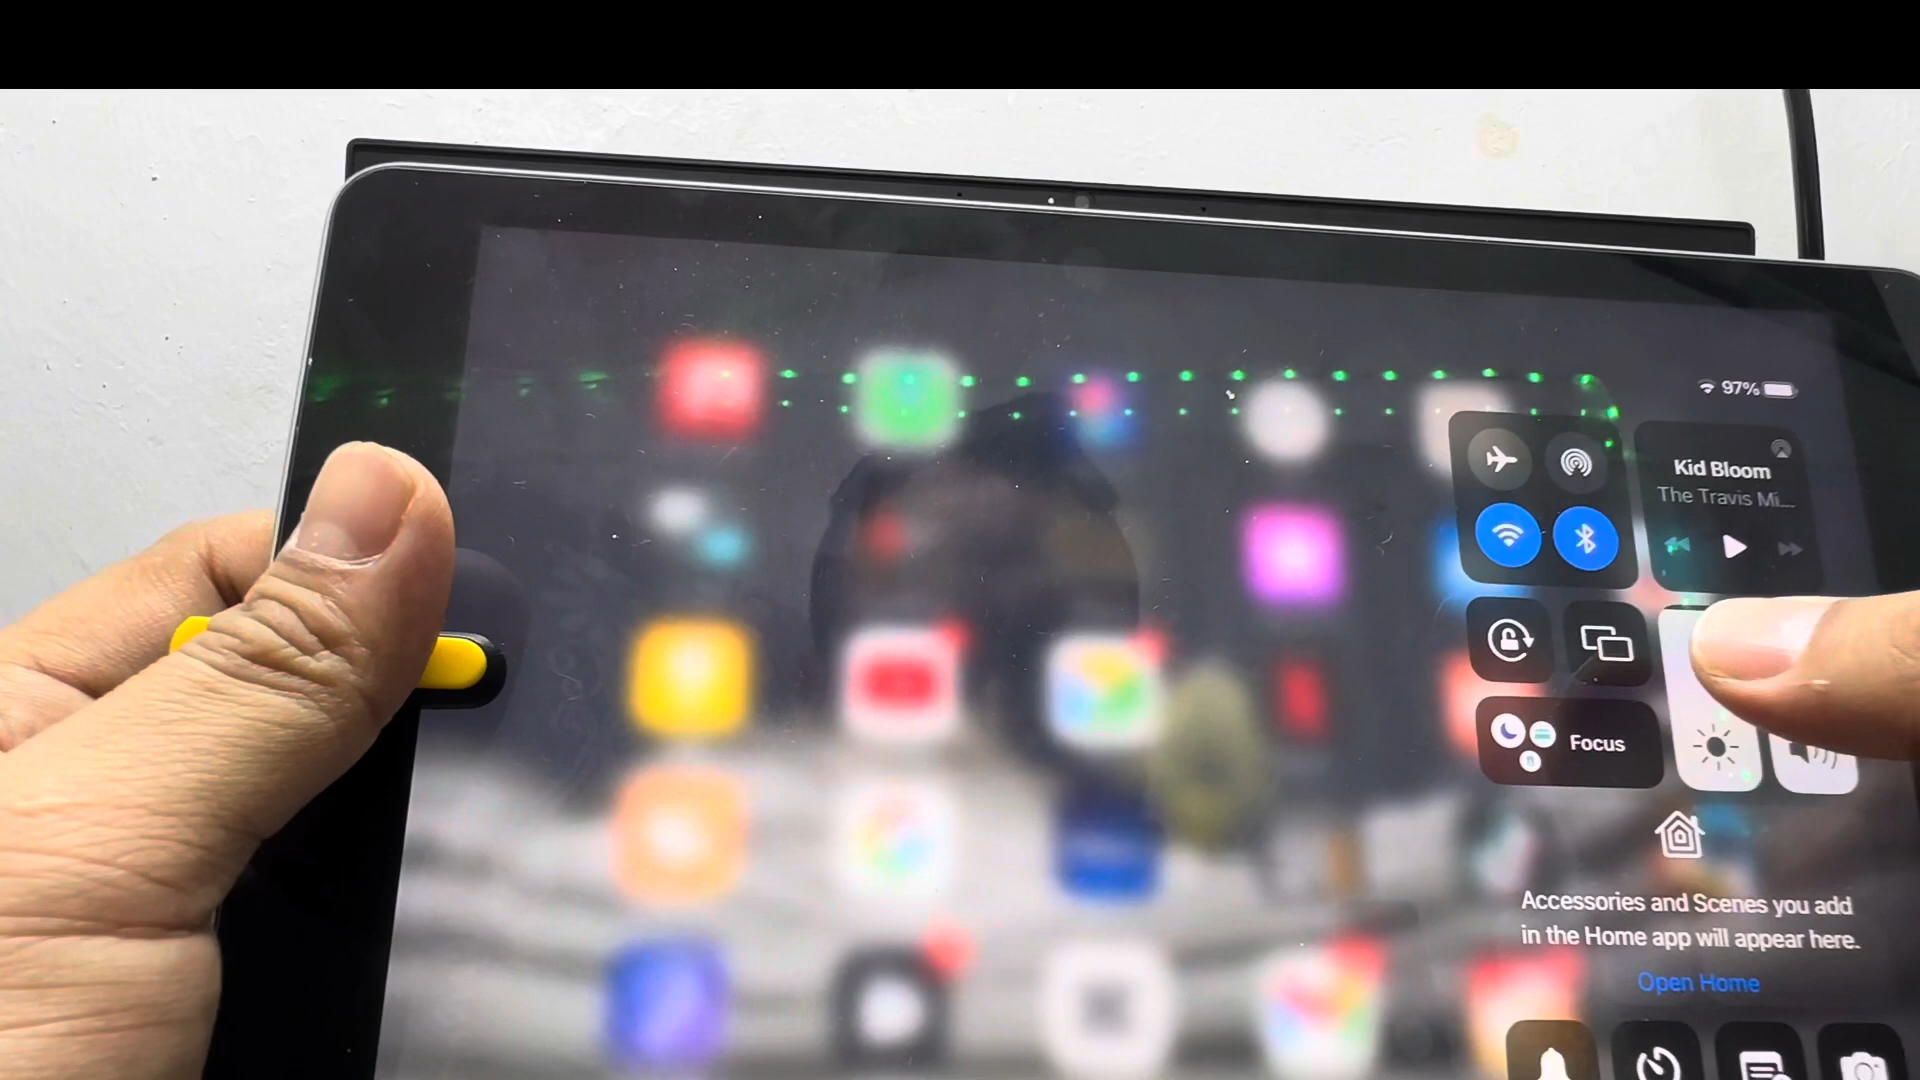 97%
Kid Bloom
The Travis Mi...
Focus
Accessories and Scenes you add
in the Home app will appear here.
Open Home